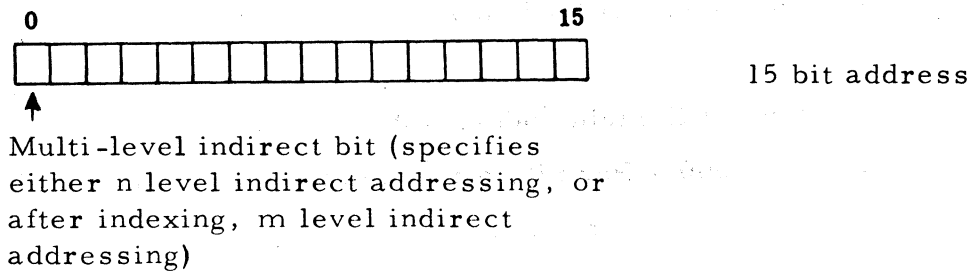 0 15
15 bit address
Multi-level indirect bit (specifies
either n level indirect addressing, or
after indexing, m level indirect
addressing)